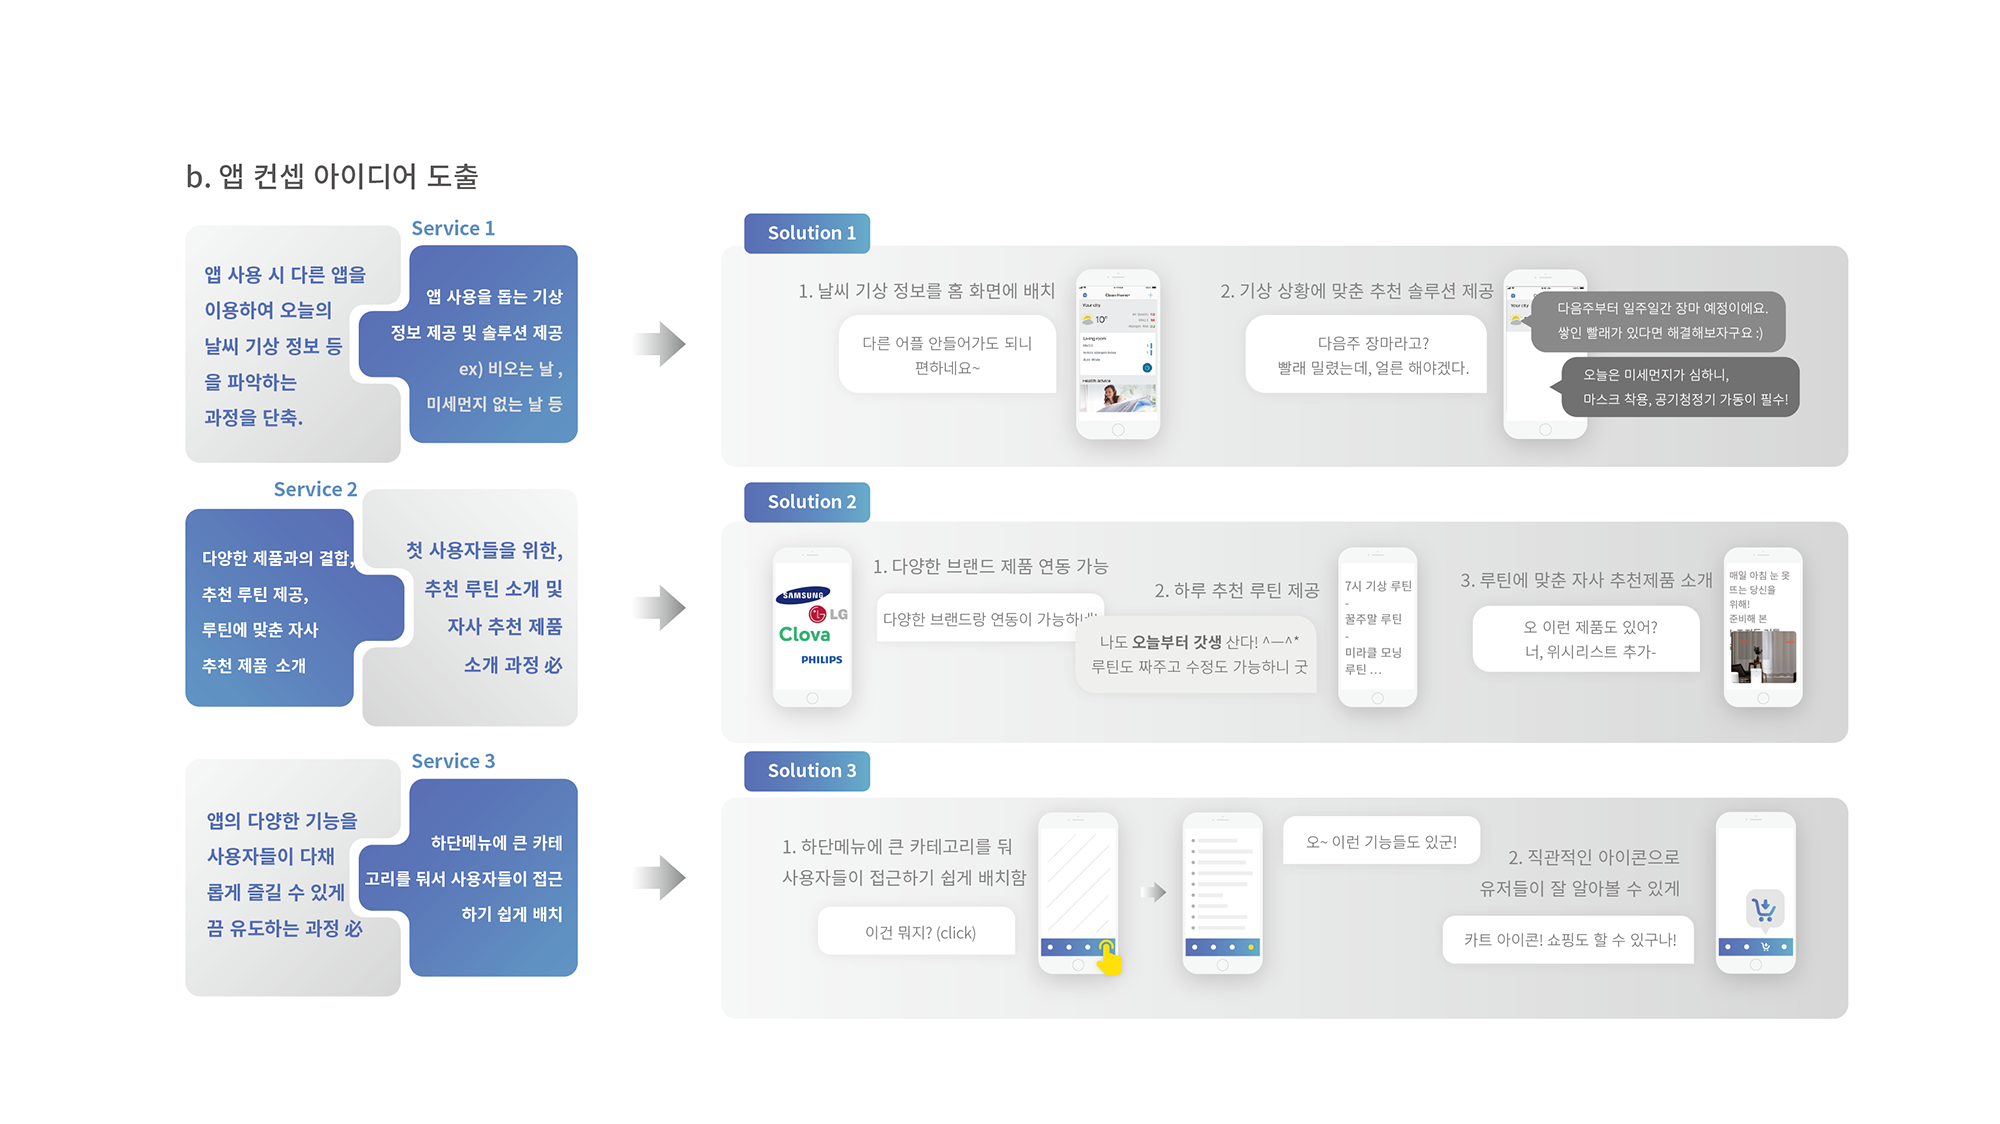 b. 앱 컨셉 아이디어 도출
앱 사용 시 다른 앱을
이용하여 오늘의
날씨 기상 정보 등
을 파악하는
과정을 단축.
Service 1
앱 사용을 돕는 기상
정보 제공 및 솔루션 제공
ex) 비오는 날 ,
미세먼지 없는 날 등
Solution 1
1. 날씨 기상 정보를 홈 화면에 배치
다른 어플 안들어가도 되니
편하네요~
Your city
10°
Living room
Health advice
2. 기상 상황에 맞춘 추천 솔루션 제공
다음주 장마라고?
빨래 밀렸는데, 얼른 해야겠다.
Your city
다음주부터 일주일간 장마 예정이에요.
쌓인 빨래가 있다면 해결해보자구요 :)
오늘은 미세먼지가 심하니,
마스크 착용, 공기청정기 가동이 필수!
Service 2
다양한 제품과의 결합,
추천 루틴 제공,
루틴에 맞춘 자사
추천 제품 소개
첫 사용자들을 위한,
추천 루틴 소개 및
자사 추천 제품
소개 과정 必
Solution 2
SAMSUNG
LG
Clova
PHILIPS
1. 다양한 브랜드 제품 연동 가능
다양한 브랜드랑 연동이 가능하네!
2. 하루 추천 루틴 제공
나도 오늘부터 갓생 산다! ^ㅡ^*
루틴도 짜주고 수정도 가능하니 굿
7시 기상 루틴
-
꿀주말 루틴
-
미라클 모닝
루틴 ...
3. 루틴에 맞춘 자사 추천제품 소개
오 이런 제품도 있어?
너, 위시리스트 추가-
매일 아침 눈 못
뜨는 당신을
위해!
준비해 본
Service 3
앱의 다양한 기능을
사용자들이 다채
롭게 즐길 수 있게
끔 유도하는 과정 必
하단메뉴에 큰 카테
고리를 둬서 사용자들이 접근
하기 쉽게 배치
Solution 3
1. 하단메뉴에 큰 카테고리를 둬
사용자들이 접근하기 쉽게 배치함
이건 뭐지? (click)
오~ 이런 기능들도 있군!
2. 직관적인 아이콘으로
유저들이 잘 알아볼 수 있게
카트 아이콘! 쇼핑도 할 수 있구나!